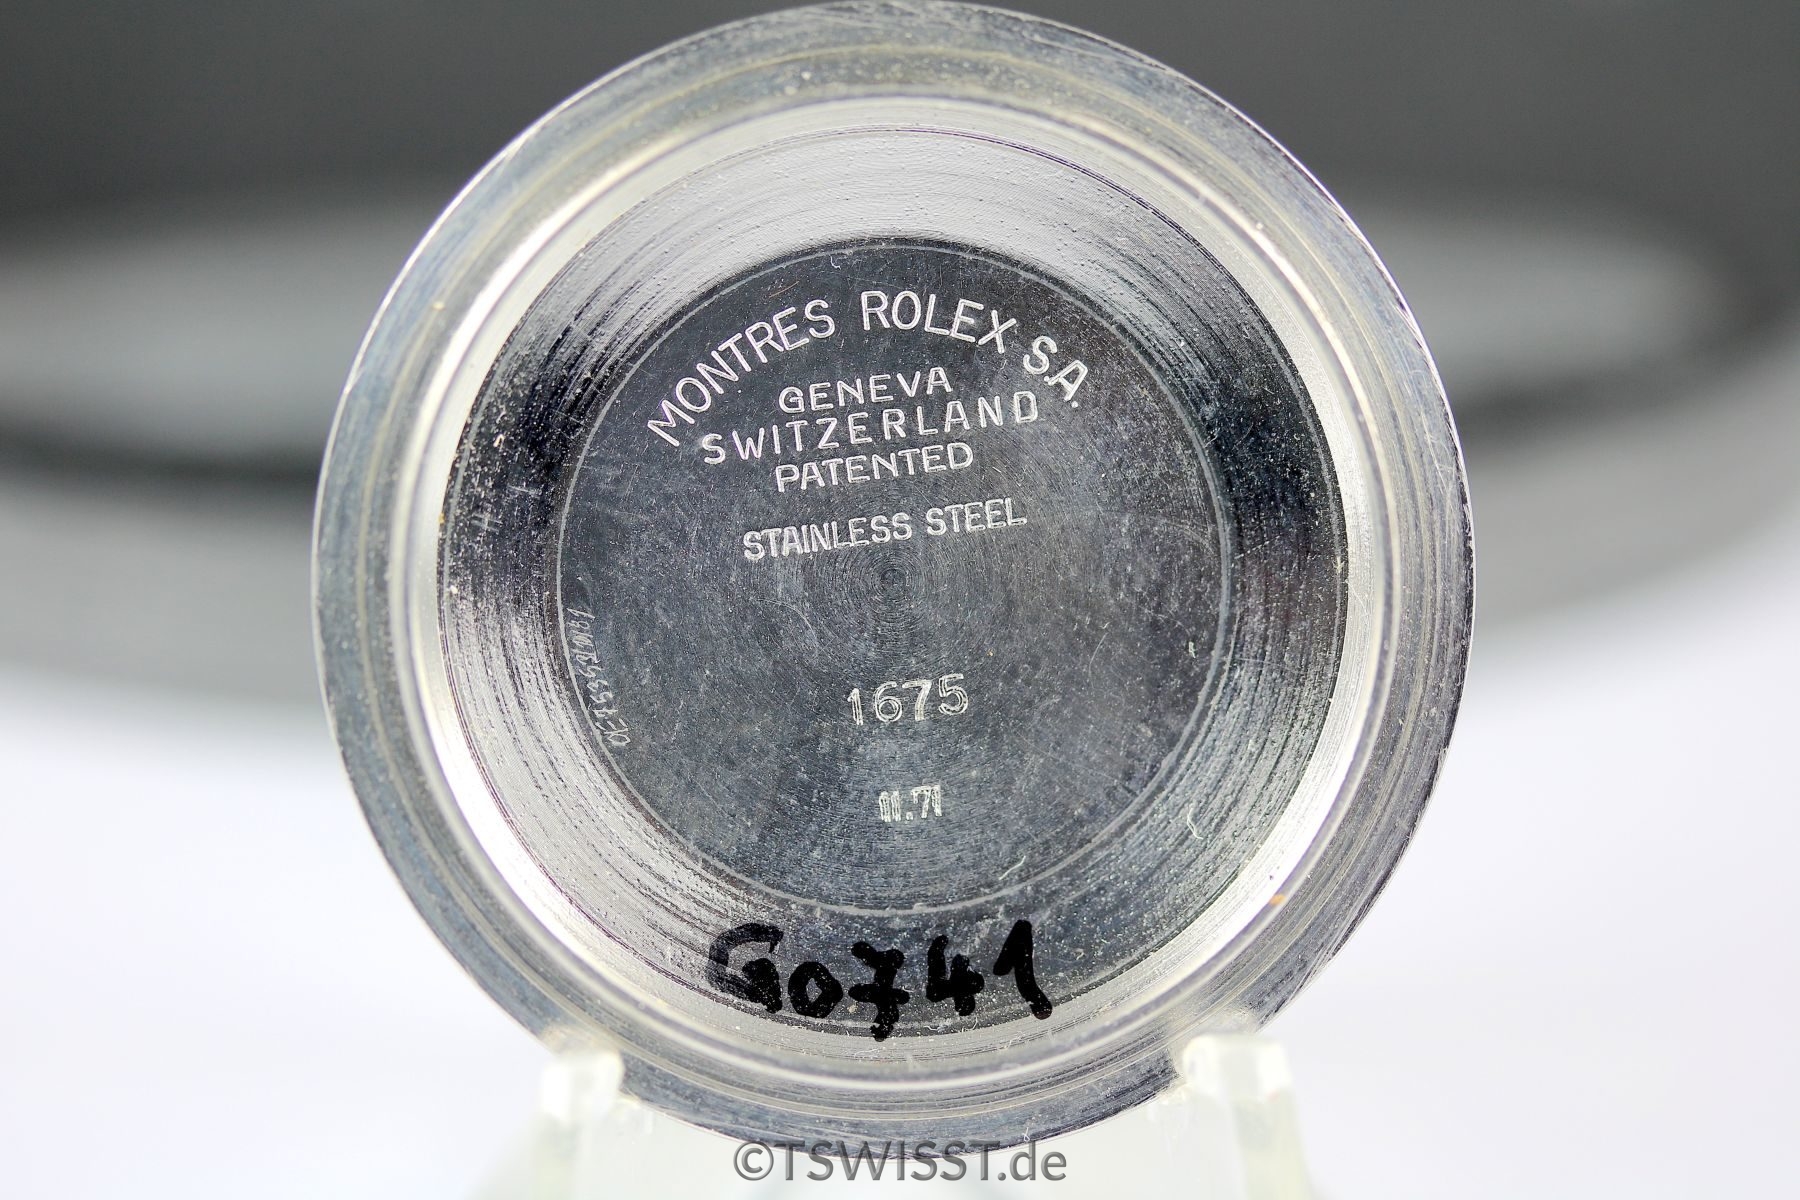 MONTRES ROLEX S.A.
GENEVA
SWITZERLAND
PATENTED
STAINLESS STEEL
1675
II.71
G0741
©TSWISST.de